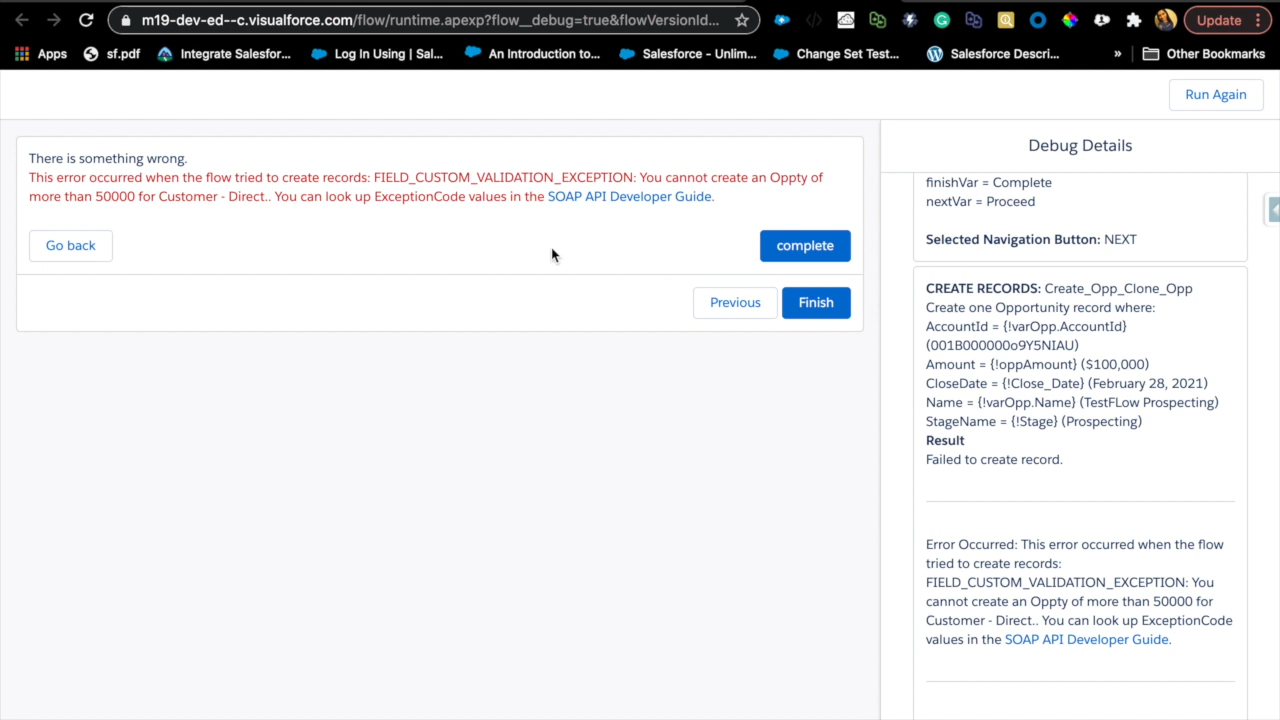 m19-dev-ed--c.visualforce.com/flow/runtime.apexp?flow__debug=true&flowVersionId...
Update
Apps
sf.pdf
Integrate Salesfor...
Log In Using | Sal...
An Introduction to...
Salesforce - Unlim...
Change Set Test...
Salesforce Descri...
»
Other Bookmarks
Run Again
There is something wrong.
This error occurred when the flow tried to create records: FIELD_CUSTOM_VALIDATION_EXCEPTION: You cannot create an Oppty of
more than 50000 for Customer - Direct.. You can look up ExceptionCode values in the SOAP API Developer Guide.
Go back
complete
Previous
Finish
Debug Details
finishVar = Complete
nextVar = Proceed
Selected Navigation Button: NEXT
CREATE RECORDS: Create_Opp_Clone_Opp
Create one Opportunity record where:
AccountId = {!varOpp.AccountId}
(001B000000o9Y5NIAU)
Amount = {!oppAmount} ($100,000)
CloseDate = {!Close_Date} (February 28, 2021)
Name = {!varOpp.Name} (TestFLow Prospecting)
StageName = {!Stage} (Prospecting)
Result
Failed to create record.
Error Occurred: This error occurred when the flow
tried to create records:
FIELD_CUSTOM_VALIDATION_EXCEPTION: You
cannot create an Oppty of more than 50000 for
Customer - Direct.. You can look up ExceptionCode
values in the SOAP API Developer Guide.